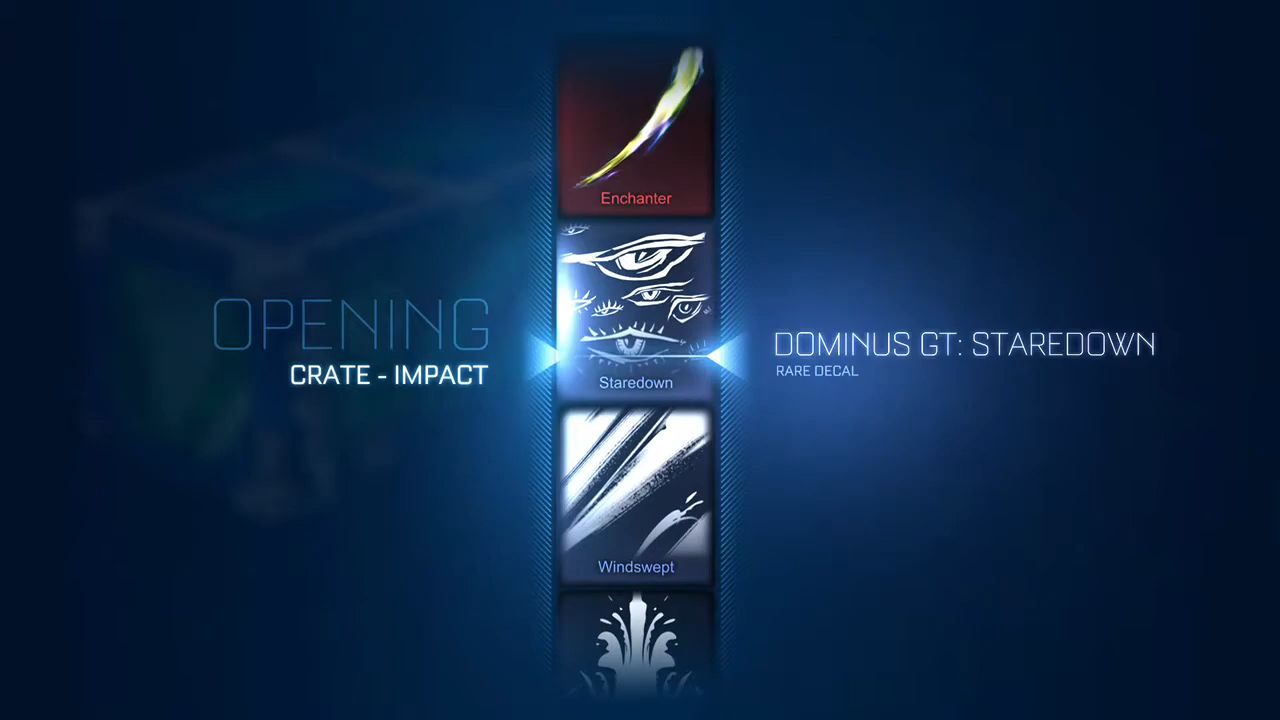 Enchanter
OPENING
CRATE - IMPACT
Staredown
DOMINUS GT: STAREDOWN
RARE DECAL
Windswept